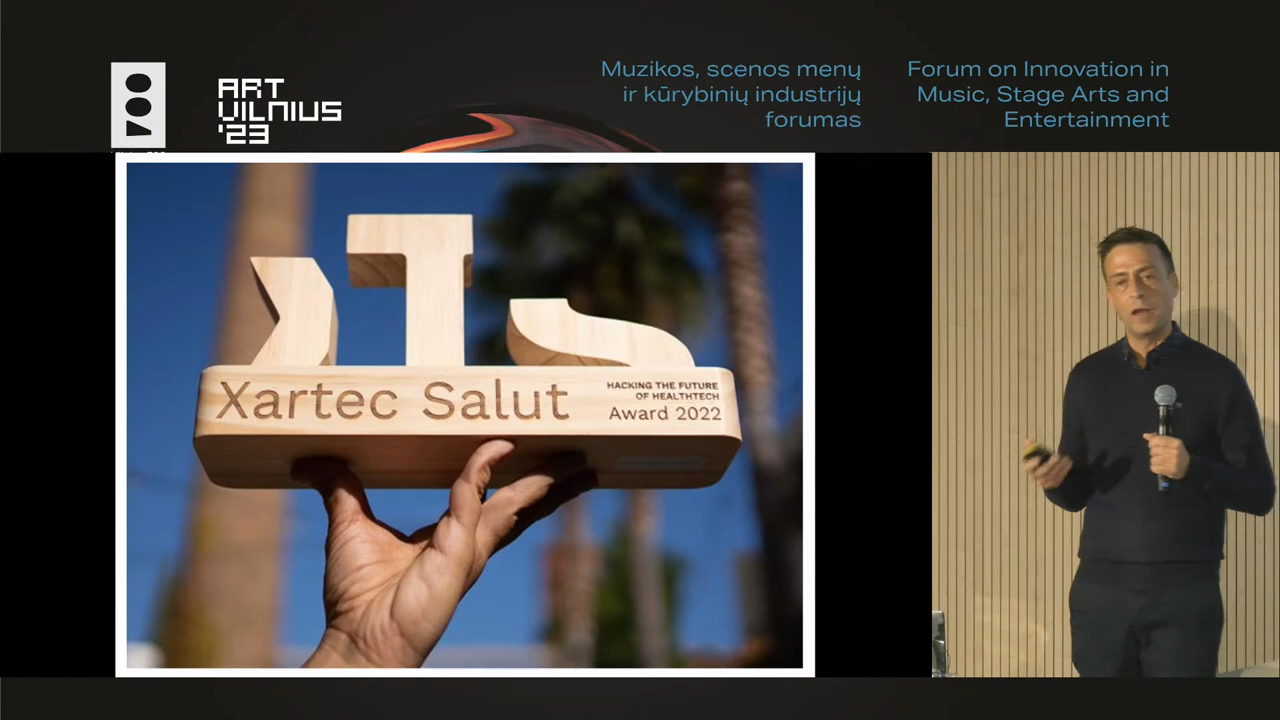 ART
VILNIUS
'23
Muzikos, scenos menų
ir kūrybinių industrijų
forumas
Forum on Innovation in
Music, Stage Arts and
Entertainment
Xartec Salut
HACKING THE FUTURE
OF HEALTHTECH
Award 2022